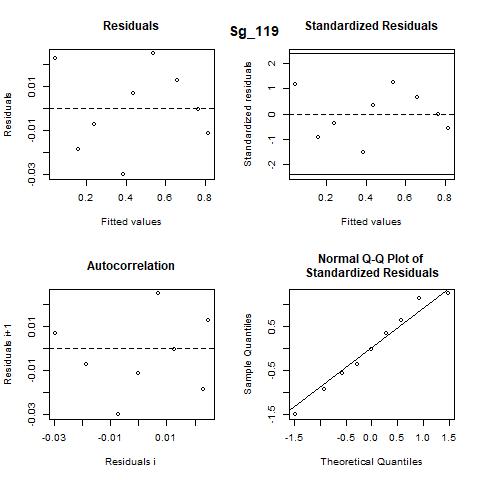 Sg_119
Residuals
Residuals
0.01
-0.01
-0.03
0.2
0.4
0.6
0.8
Fitted values
Standardized Residuals
Standardized residuals
2
1
0
-1
-2
0.2
0.4
0.6
0.8
Fitted values
Autocorrelation
Residuals i+1
0.01
-0.01
-0.03
-0.03
-0.01
0.01
Residuals i
Normal Q-Q Plot of
Standardized Residuals
Sample Quantiles
0.5
-0.5
-1.5
-1.5
-0.5
0.0
0.5
1.0
1.5
Theoretical Quantiles